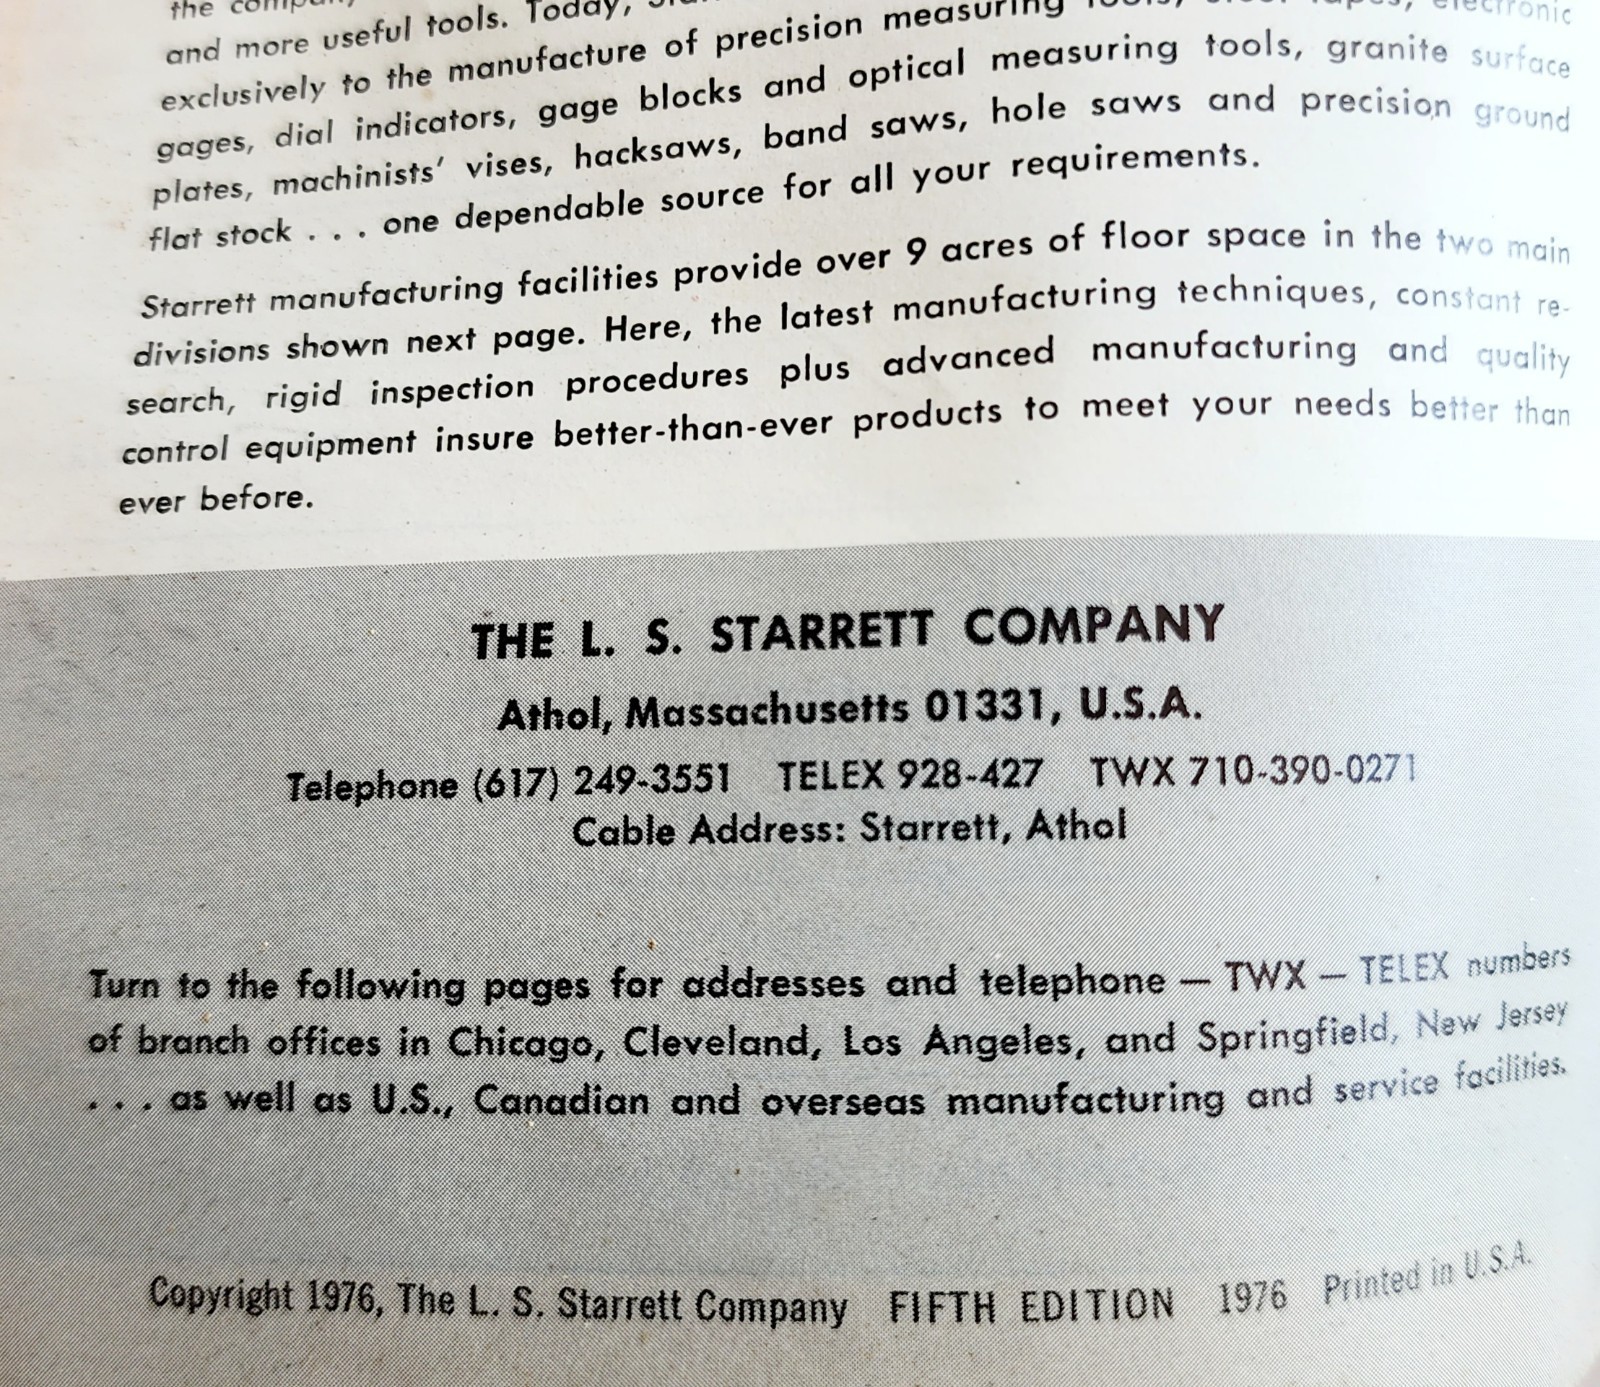 the company
and more useful tools. Today,
exclusively to the manufacture of precision measuring tools, steel tapes, electronic
gages, dial indicators, gage blocks and optical measuring tools, granite surface
plates, machinists' vises, hacksaws, band saws, hole saws and precision ground
flat stock . . . one dependable source for all your requirements.
Starrett manufacturing facilities provide over 9 acres of floor space in the two main
divisions shown next page. Here, the latest manufacturing techniques, constant re-
search, rigid inspection procedures plus advanced manufacturing and quality
control equipment insure better-than-ever products to meet your needs better than
ever before.
THE L. S. STARRETT COMPANY
Athol, Massachusetts 01331, U.S.A.
Telephone (617) 249-3551 TELEX 928-427 TWX 710-390-0271
Cable Address: Starrett, Athol
Turn to the following pages for addresses and telephone — TWX — TELEX numbers
of branch offices in Chicago, Cleveland, Los Angeles, and Springfield, New Jersey
. . . as well as U.S., Canadian and overseas manufacturing and service facilities.
Copyright 1976, The L. S. Starrett Company FIFTH EDITION 1976 Printed in U.S.A.